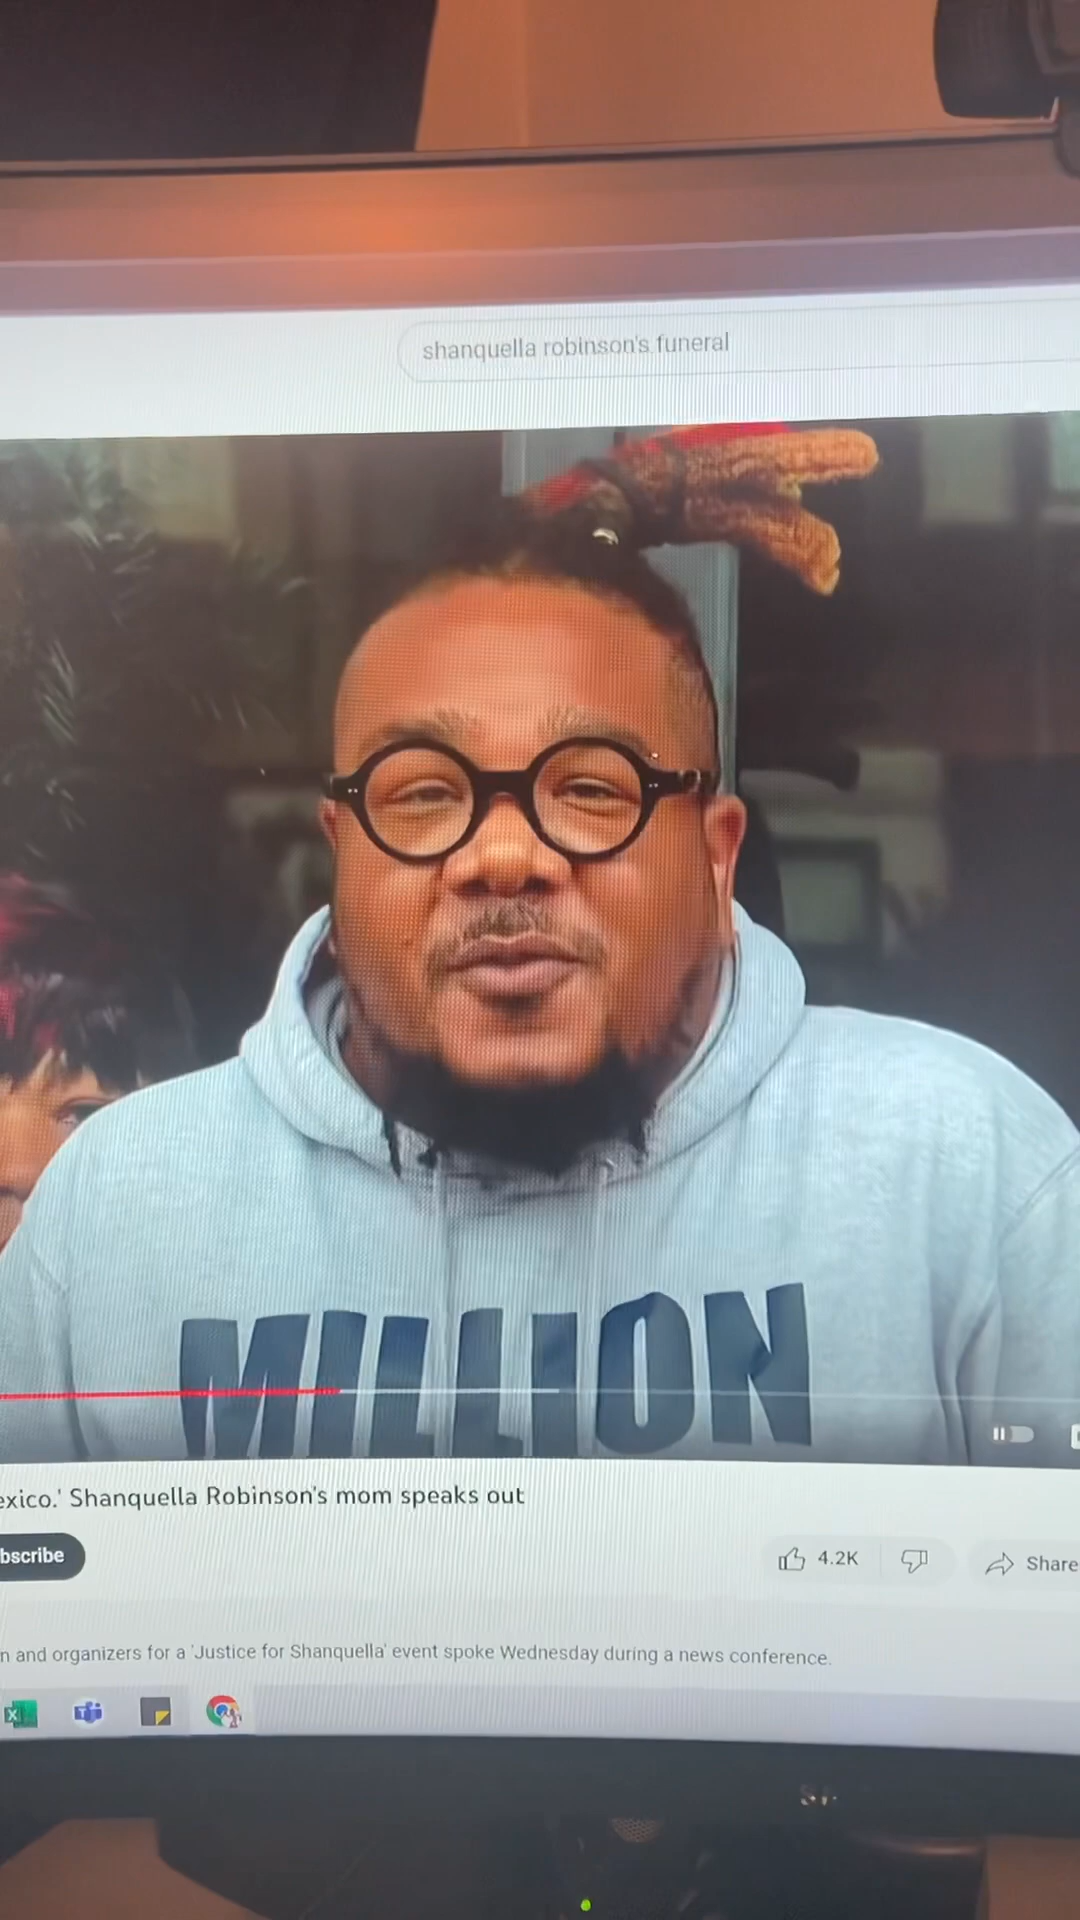 shanquella robinson's funeral
MILLION
exico.' Shanquella Robinson's mom speaks out
bscribe
4.2K
Share
n and organizers for a 'Justice for Shanquella' event spoke Wednesday during a news conference.